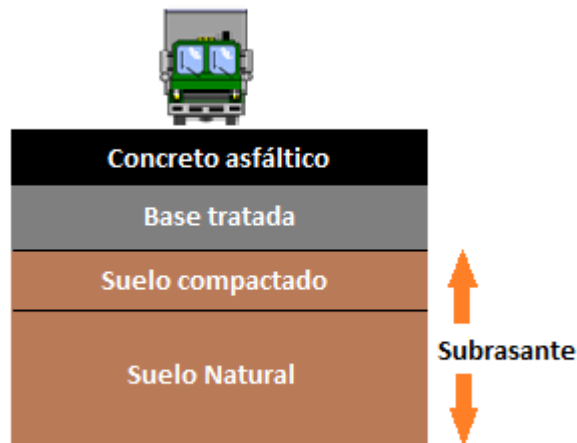 Concreto asfáltico
Base tratada
Suelo compactado
Subrasante
Suelo Natural